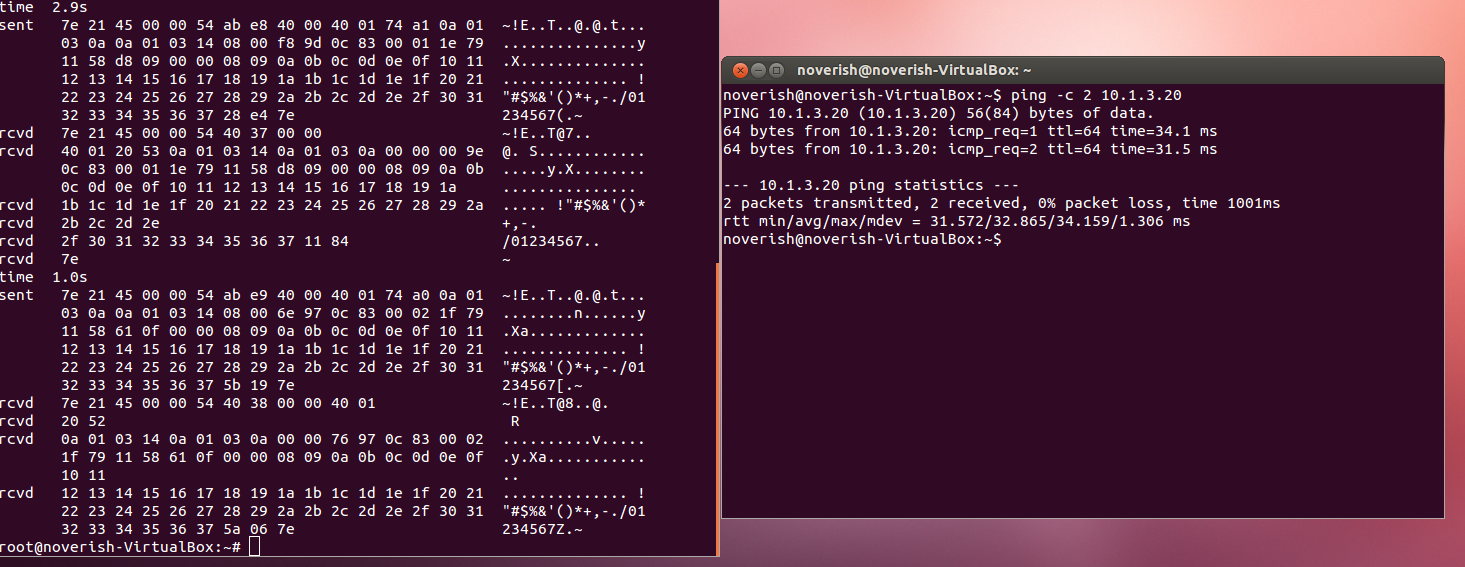 time  2.9s
sent   7e 21 45 00 00 54 ab e8 40 00 40 01 74 a1 0a 01  ~!E..T..@.@.t...
       03 0a 0a 01 03 14 08 00 f8 9d 0c 83 00 01 1e 79  ...............y
       11 58 d8 09 00 00 08 09 0a 0b 0c 0d 0e 0f 10 11  .X..............
       12 13 14 15 16 17 18 19 1a 1b 1c 1d 1e 1f 20 21  .............. !
       22 23 24 25 26 27 28 29 2a 2b 2c 2d 2e 2f 30 31  "#$%&'()*+,-./01
       32 33 34 35 36 37 28 e4 7e                       234567(.~
rcvd   7e 21 45 00 00 54 40 37 00 00                    ~!E..T@7..
rcvd   40 01 20 53 0a 01 03 14 0a 01 03 0a 00 00 00 9e  @. S............
       0c 83 00 01 1e 79 11 58 d8 09 00 00 08 09 0a 0b  .....y.X........
       0c 0d 0e 0f 10 11 12 13 14 15 16 17 18 19 1a     ...............
rcvd   1b 1c 1d 1e 1f 20 21 22 23 24 25 26 27 28 29 2a  ..... !"#$%&'()*
rcvd   2b 2c 2d 2e                                      +,-.
rcvd   2f 30 31 32 33 34 35 36 37 11 84                 /01234567..
rcvd   7e                                               ~
time  1.0s
sent   7e 21 45 00 00 54 ab e9 40 00 40 01 74 a0 0a 01  ~!E..T..@.@.t...
       03 0a 0a 01 03 14 08 00 6e 97 0c 83 00 02 1f 79  ........n......y
       11 58 61 0f 00 00 08 09 0a 0b 0c 0d 0e 0f 10 11  .Xa.............
       12 13 14 15 16 17 18 19 1a 1b 1c 1d 1e 1f 20 21  .............. !
       22 23 24 25 26 27 28 29 2a 2b 2c 2d 2e 2f 30 31  "#$%&'()*+,-./01
       32 33 34 35 36 37 5b 19 7e                       234567[.~
rcvd   7e 21 45 00 00 54 40 38 00 00 40 01              ~!E..T@8..@.
rcvd   20 52                                             R
rcvd   0a 01 03 14 0a 01 03 0a 00 00 76 97 0c 83 00 02  ..........v.....
       1f 79 11 58 61 0f 00 00 08 09 0a 0b 0c 0d 0e 0f  .y.Xa...........
       10 11                                            ..
rcvd   12 13 14 15 16 17 18 19 1a 1b 1c 1d 1e 1f 20 21  .............. !
       22 23 24 25 26 27 28 29 2a 2b 2c 2d 2e 2f 30 31  "#$%&'()*+,-./01
       32 33 34 35 36 37 5a 06 7e                       234567Z.~
root@noverish-VirtualBox:~#
noverish@noverish-VirtualBox: ~
noverish@noverish-VirtualBox:~$ ping -c 2 10.1.3.20
PING 10.1.3.20 (10.1.3.20) 56(84) bytes of data.
64 bytes from 10.1.3.20: icmp_req=1 ttl=64 time=34.1 ms
64 bytes from 10.1.3.20: icmp_req=2 ttl=64 time=31.5 ms
--- 10.1.3.20 ping statistics ---
2 packets transmitted, 2 received, 0% packet loss, time 1001ms
rtt min/avg/max/mdev = 31.572/32.865/34.159/1.306 ms
noverish@noverish-VirtualBox:~$